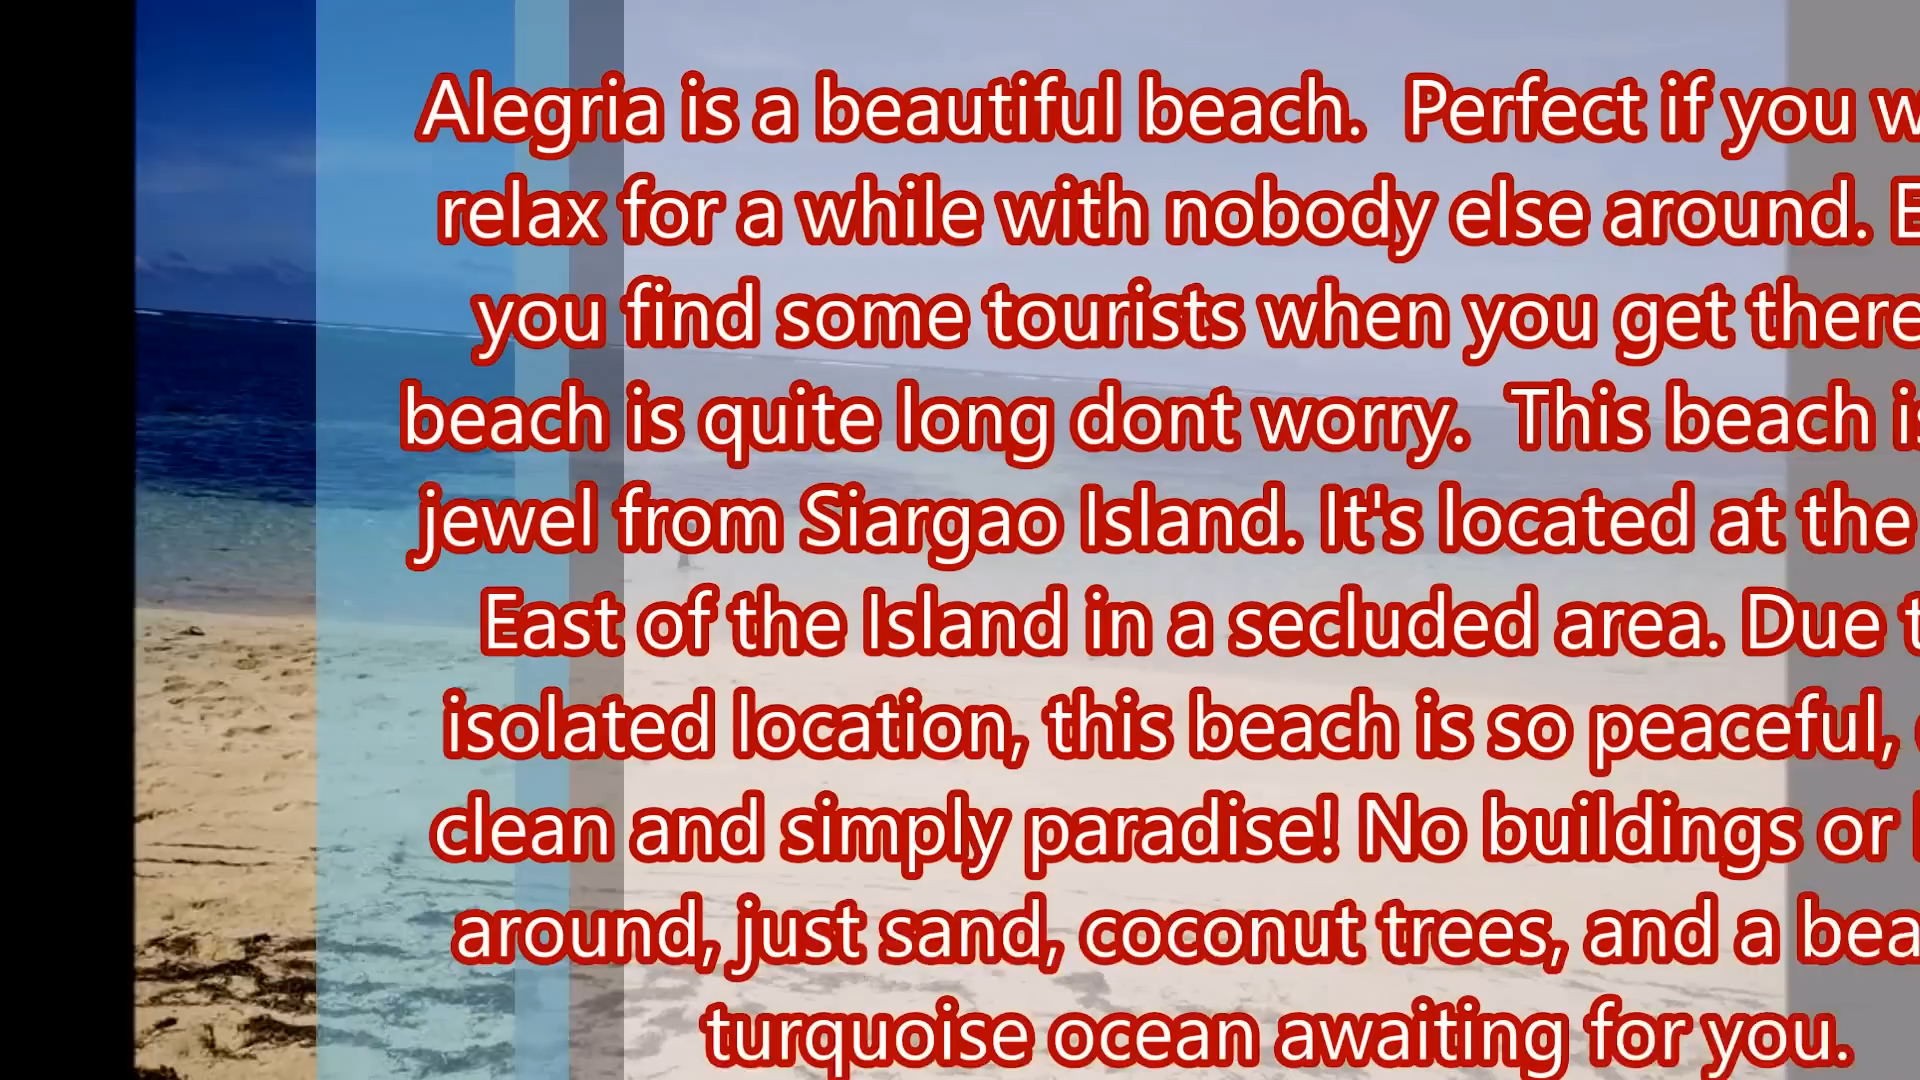 Alegria is a beautiful beach. Perfect if you
relax for a while with nobody else around.
you find some tourists when you get there
beach is quite long dont worry. This beach is
jewel from Siargao Island. It's located at the
East of the Island in a secluded area. Due
isolated location, this beach is so peaceful,
clean and simply paradise! No buildings or
around, just sand, coconut trees, and a
turquoise ocean awaiting for you.